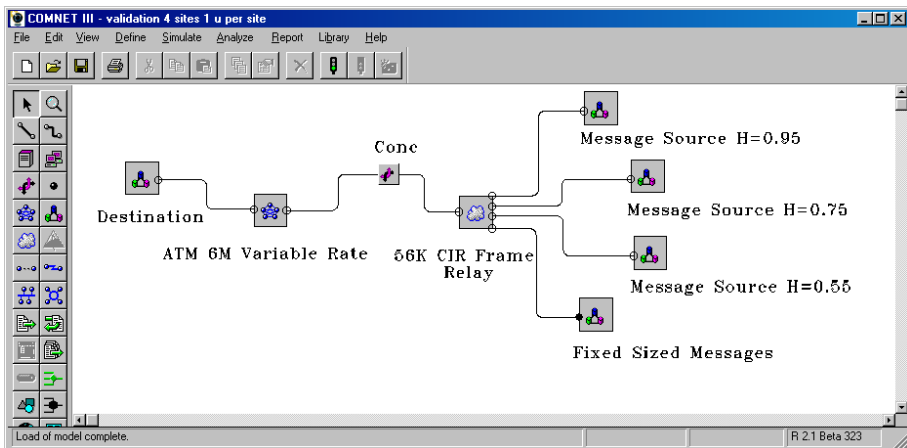 COMNET III - validation 4 sites 1 u per site
File Edit View Define Simulate Analyze Report Library Help
Message Source H=0.95
Conc
Destination
Message Source H=0.75
ATM 6M Variable Rate
56K CIR Frame
Relay
Message Source H=0.55
Fixed Sized Messages
Load of model complete.
R 2.1 Beta 323